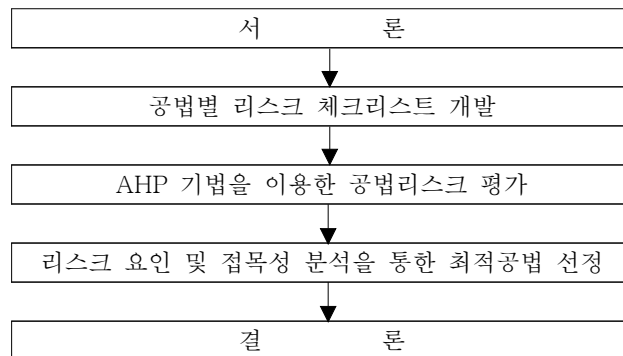 서 론
공법별 리스크 체크리스트 개발
AHP 기법을 이용한 공법리스크 평가
리스크 요인 및 접목성 분석을 통한 최적공법 선정
결 론